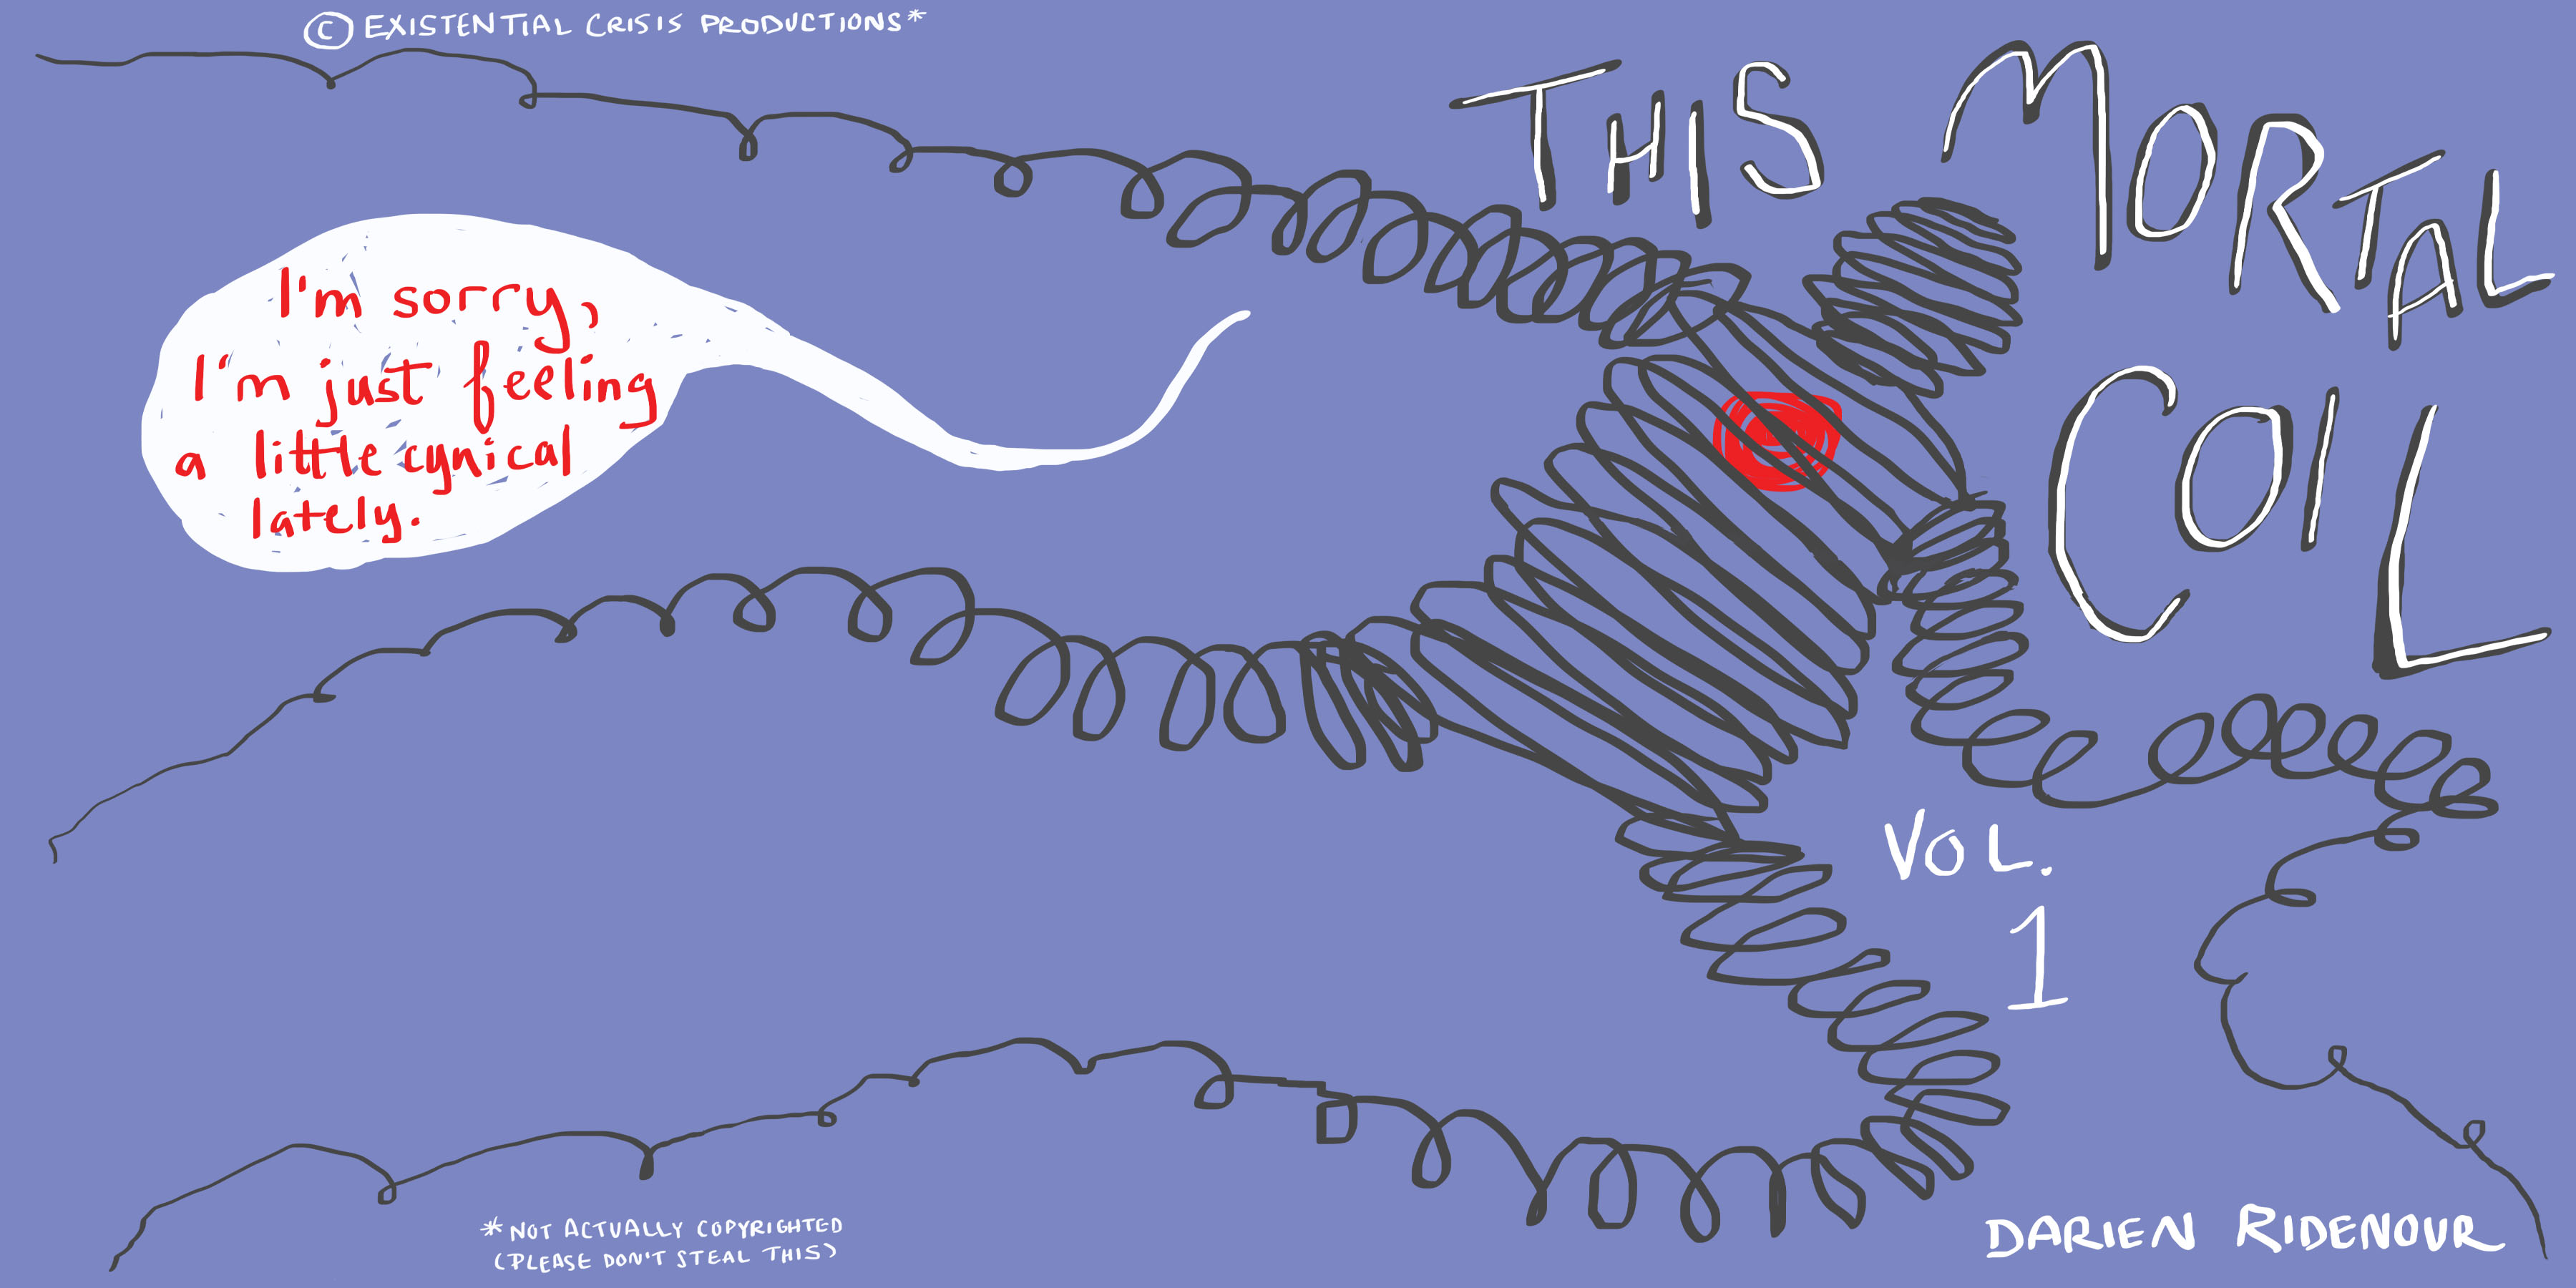 © EXISTENTIAL CRISIS PRODUCTIONS*
THIS MORTAL
COIL
I'm sorry,
I'm just feeling
a little cynical
lately.
VOL.
1
*NOT ACTUALLY COPYRIGHTED
(PLEASE DON'T STEAL THIS)
DARIEN RIDENOUR